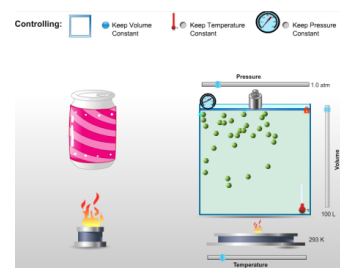 Controlling:
Keep Volume
Constant
Keep Temperature
Constant
Keep Pressure
Constant
Pressure
1.0 atm
Volume
100 L
293 K
Temperature